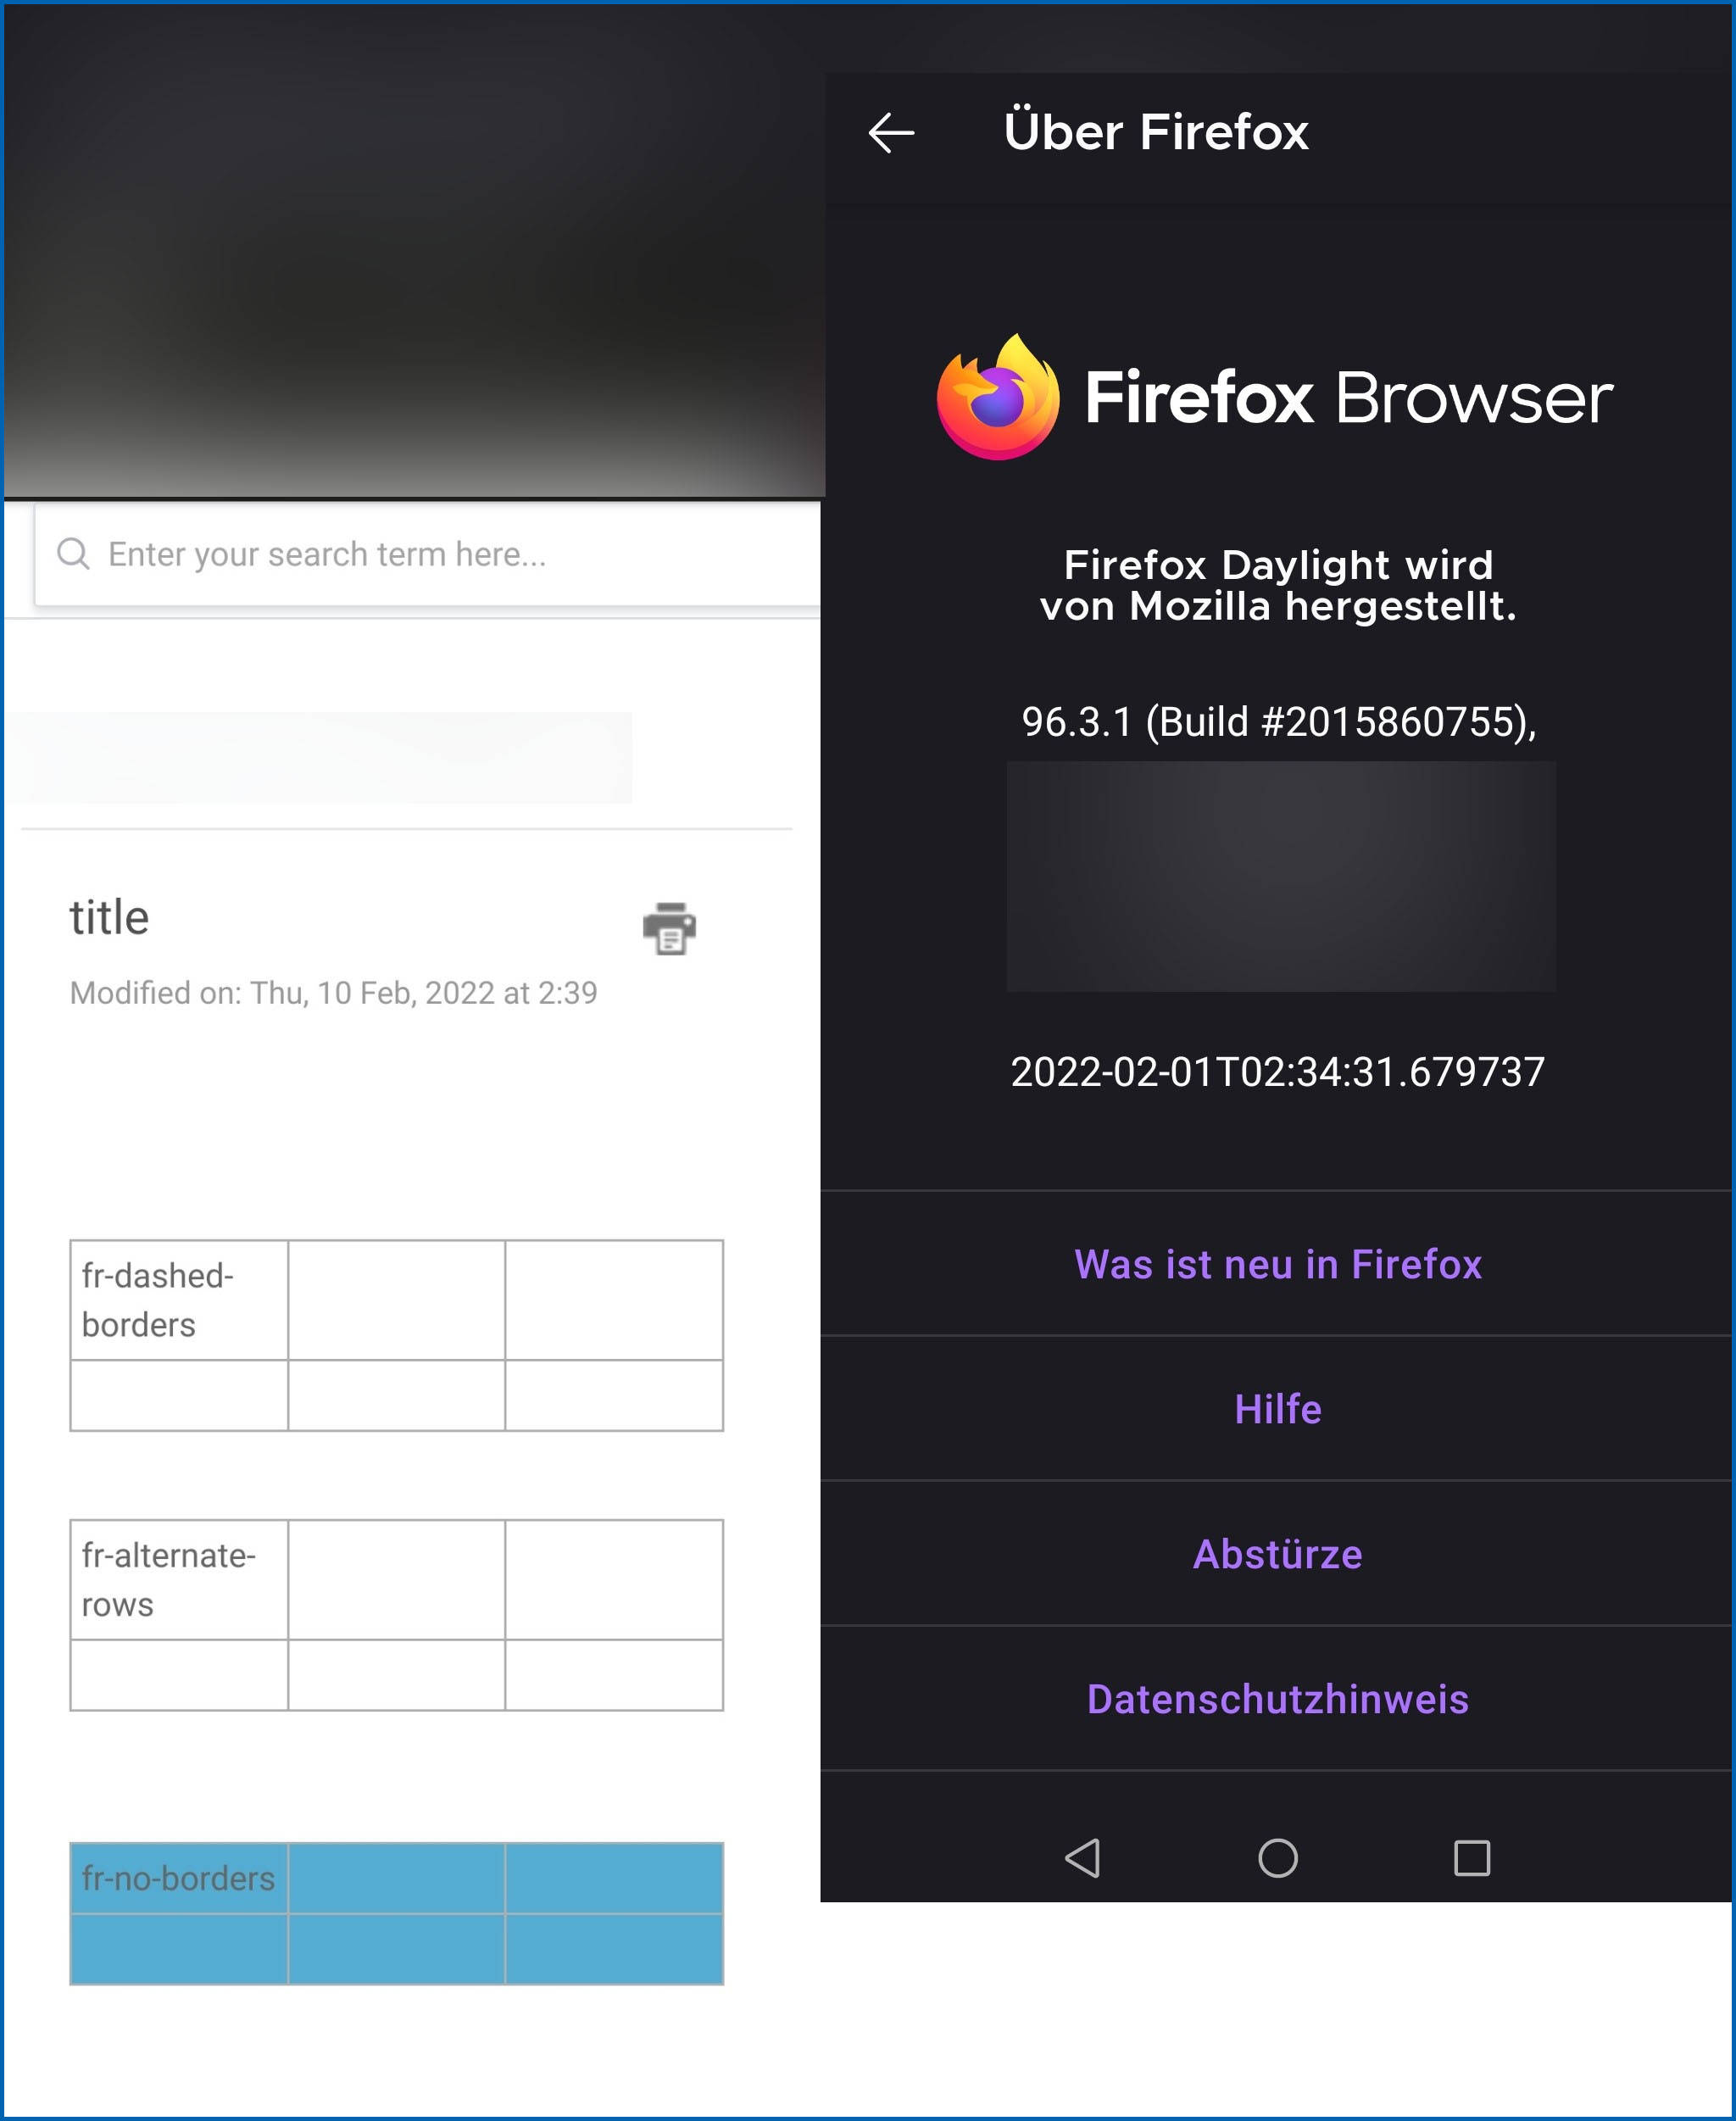 Enter your search term here...
title
Modified on: Thu, 10 Feb, 2022 at 2:39
fr-dashed-
borders
fr-alternate-
rows
fr-no-borders
Über Firefox
Firefox Browser
Firefox Daylight wird
von Mozilla hergestellt.
96.3.1 (Build #2015860755),
2022-02-01T02:34:31.679737
Was ist neu in Firefox
Hilfe
Abstürze
Datenschutzhinweis